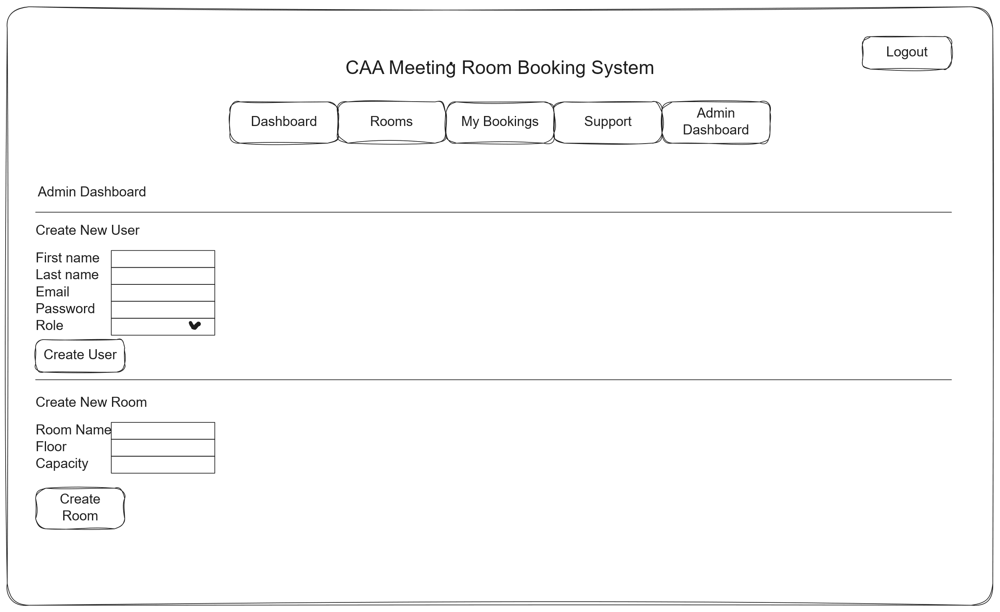 Logout
CAA Meeting Room Booking System
Dashboard
Rooms
My Bookings
Support
Admin
Dashboard
Admin Dashboard
Create New User
First name
Last name
Email
Password
Role
Create User
Create New Room
Room Name
Floor
Capacity
Create
Room